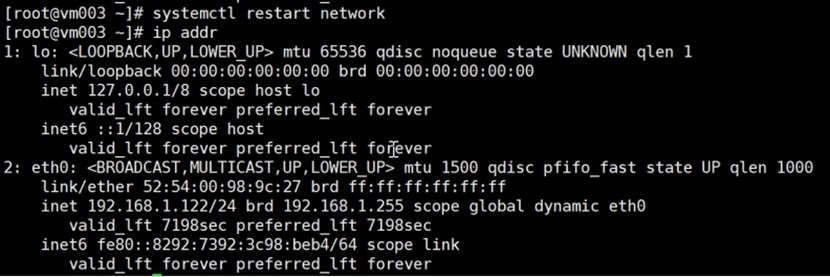 [root@vm003 ~]# systemctl restart network
[root@vm003 ~]# ip addr
1: lo: <LOOPBACK,UP,LOWER_UP> mtu 65536 qdisc noqueue state UNKNOWN qlen 1
    link/loopback 00:00:00:00:00:00 brd 00:00:00:00:00:00
    inet 127.0.0.1/8 scope host lo
       valid_lft forever preferred_lft forever
    inet6 ::1/128 scope host
       valid_lft forever preferred_lft forever
2: eth0: <BROADCAST,MULTICAST,UP,LOWER_UP> mtu 1500 qdisc pfifo_fast state UP qlen 1000
    link/ether 52:54:00:98:9c:27 brd ff:ff:ff:ff:ff:ff
    inet 192.168.1.122/24 brd 192.168.1.255 scope global dynamic eth0
       valid_lft 7198sec preferred_lft 7198sec
    inet6 fe80::8292:7392:3c98:beb4/64 scope link
       valid_lft forever preferred_lft forever